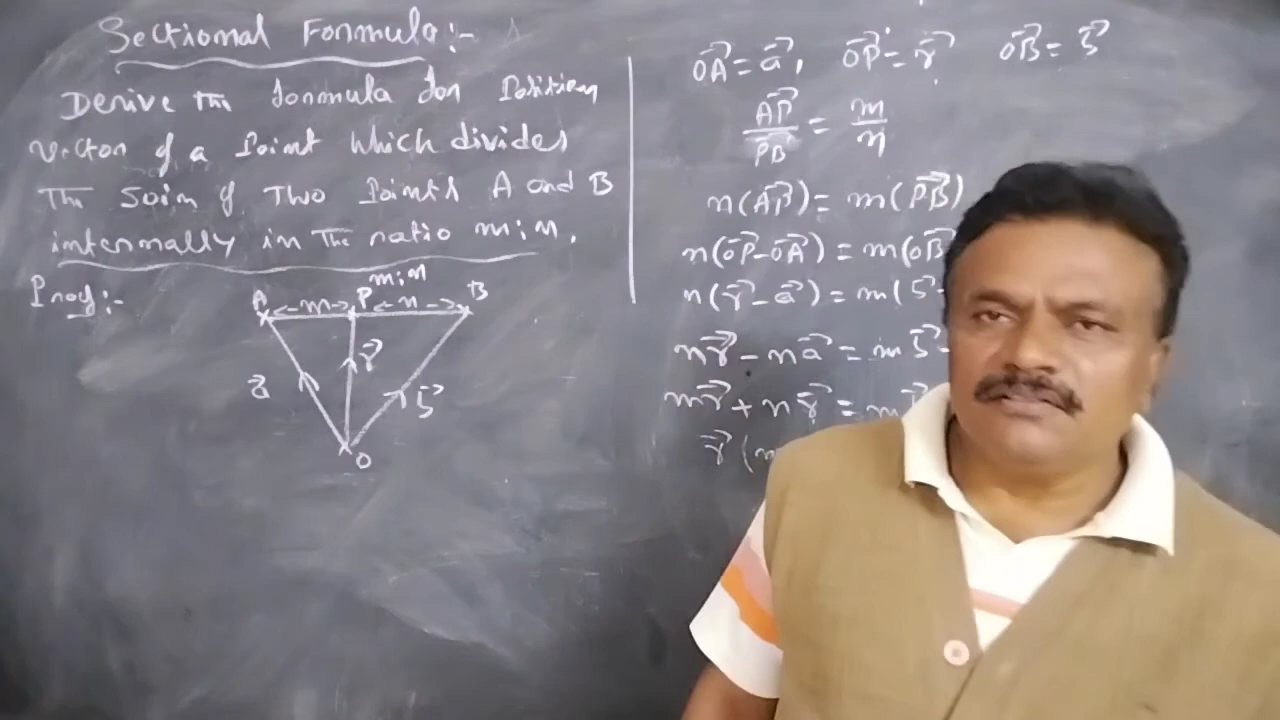 Sectional Formula:-
Derive the formula for Position
vector of a Point which divides
The Join of Two Points A and B
internally in The ratio m:n.
Proof:-
m:n
A ←m→ P ←n→ B
a⃗
r⃗
b⃗
O
OA⃗ = a⃗, OP⃗ = r⃗ OB⃗ = b⃗
AP⃗/PB⃗ = m/n
n(AP⃗) = m(PB⃗)
n(OP⃗-OA⃗) = m(OB⃗
n(r⃗-a⃗) = m(b⃗-
nr⃗ - na⃗ = mb⃗-
mr⃗ + nr⃗ = mb⃗
r⃗(m